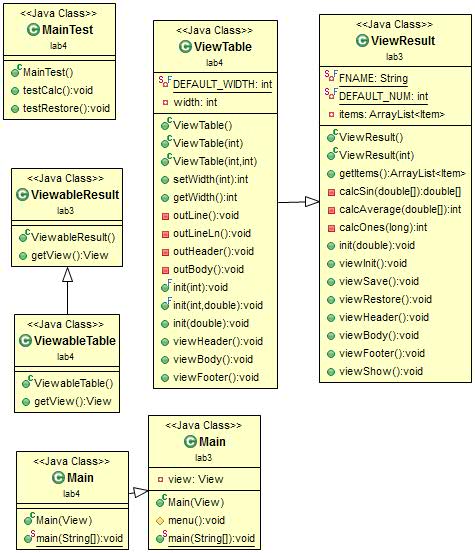 <<Java Class>>
MainTest
lab4
MainTest()
testCalc():void
testRestore():void
<<Java Class>>
ViewTable
lab4
DEFAULT_WIDTH: int
width: int
ViewTable()
ViewTable(int)
ViewTable(int,int)
setWidth(int):int
getWidth():int
outLine():void
outLineLn():void
outHeader():void
outBody():void
init(int):void
init(int,double):void
init(double):void
viewHeader():void
viewBody():void
viewFooter():void
<<Java Class>>
ViewResult
lab3
FNAME: String
DEFAULT_NUM: int
items: ArrayList<Item>
ViewResult()
ViewResult(int)
getItems():ArrayList<Item>
calcSin(double[]):double[]
calcAverage(double[]):int
calcOnes(long):int
init(double):void
viewInit():void
viewSave():void
viewRestore():void
viewHeader():void
viewBody():void
viewFooter():void
viewShow():void
<<Java Class>>
ViewableResult
lab3
ViewableResult()
getView():View
<<Java Class>>
ViewableTable
lab4
ViewableTable()
getView():View
<<Java Class>>
Main
lab4
Main(View)
main(String[]):void
<<Java Class>>
Main
lab3
view: View
Main(View)
menu():void
main(String[]):void